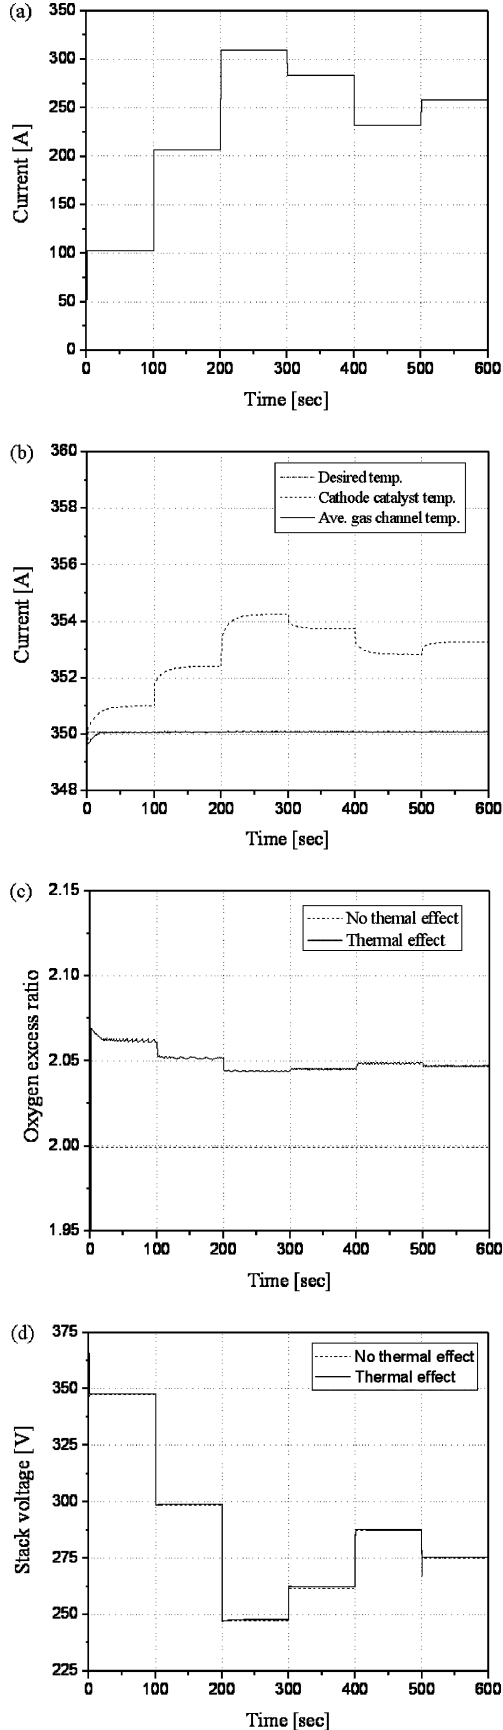 (a)
350
300
250
200
150
100
50
0
Current [A]
0 100 200 300 400 500 600
Time [sec]
(b)
360
358
356
354
352
350
348
Current [A]
Desired temp.
Cathode catalyst temp.
Ave. gas channel temp.
0 100 200 300 400 500 600
Time [sec]
(c)
2.15
2.10
2.05
2.00
1.95
Oxygen excess ratio
No themal effect
Thermal effect
0 100 200 300 400 500 600
Time [sec]
(d)
375
350
325
300
275
250
225
Stack voltage [V]
No thermal effect
Thermal effect
0 100 200 300 400 500 600
Time [sec]